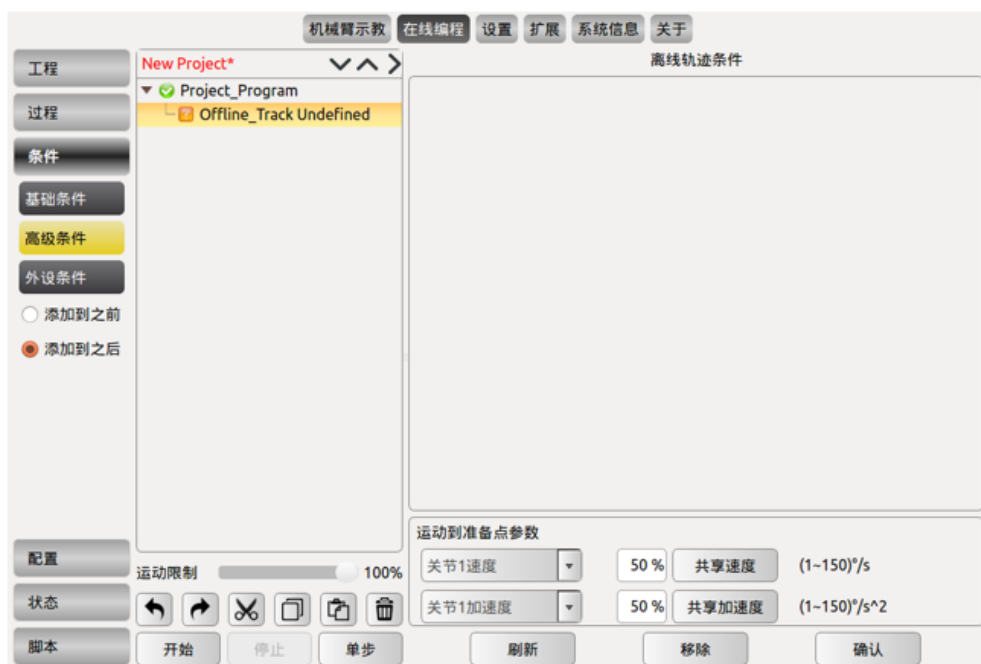 机械臂示教 在线编程 设置 扩展 系统信息 关于
工程
过程
条件
基础条件
高级条件
外设条件
添加到之前
添加到之后
配置
状态
脚本
New Project*
Project_Program
Offline_Track Undefined
运动限制 100%
开始 停止 单步
离线轨迹条件
运动到准备点参数
关节1速度 50 % 共享速度 (1~150)°/s
关节1加速度 50 % 共享加速度 (1~150)°/s^2
刷新 移除 确认